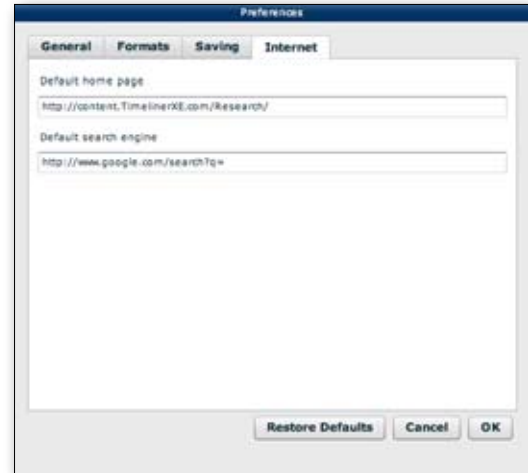 Preferences
General Formats Saving Internet
Default home page
http://content.TimelinerXE.com/Research/
Default search engine
http://www.google.com/search?q=
Restore Defaults Cancel OK